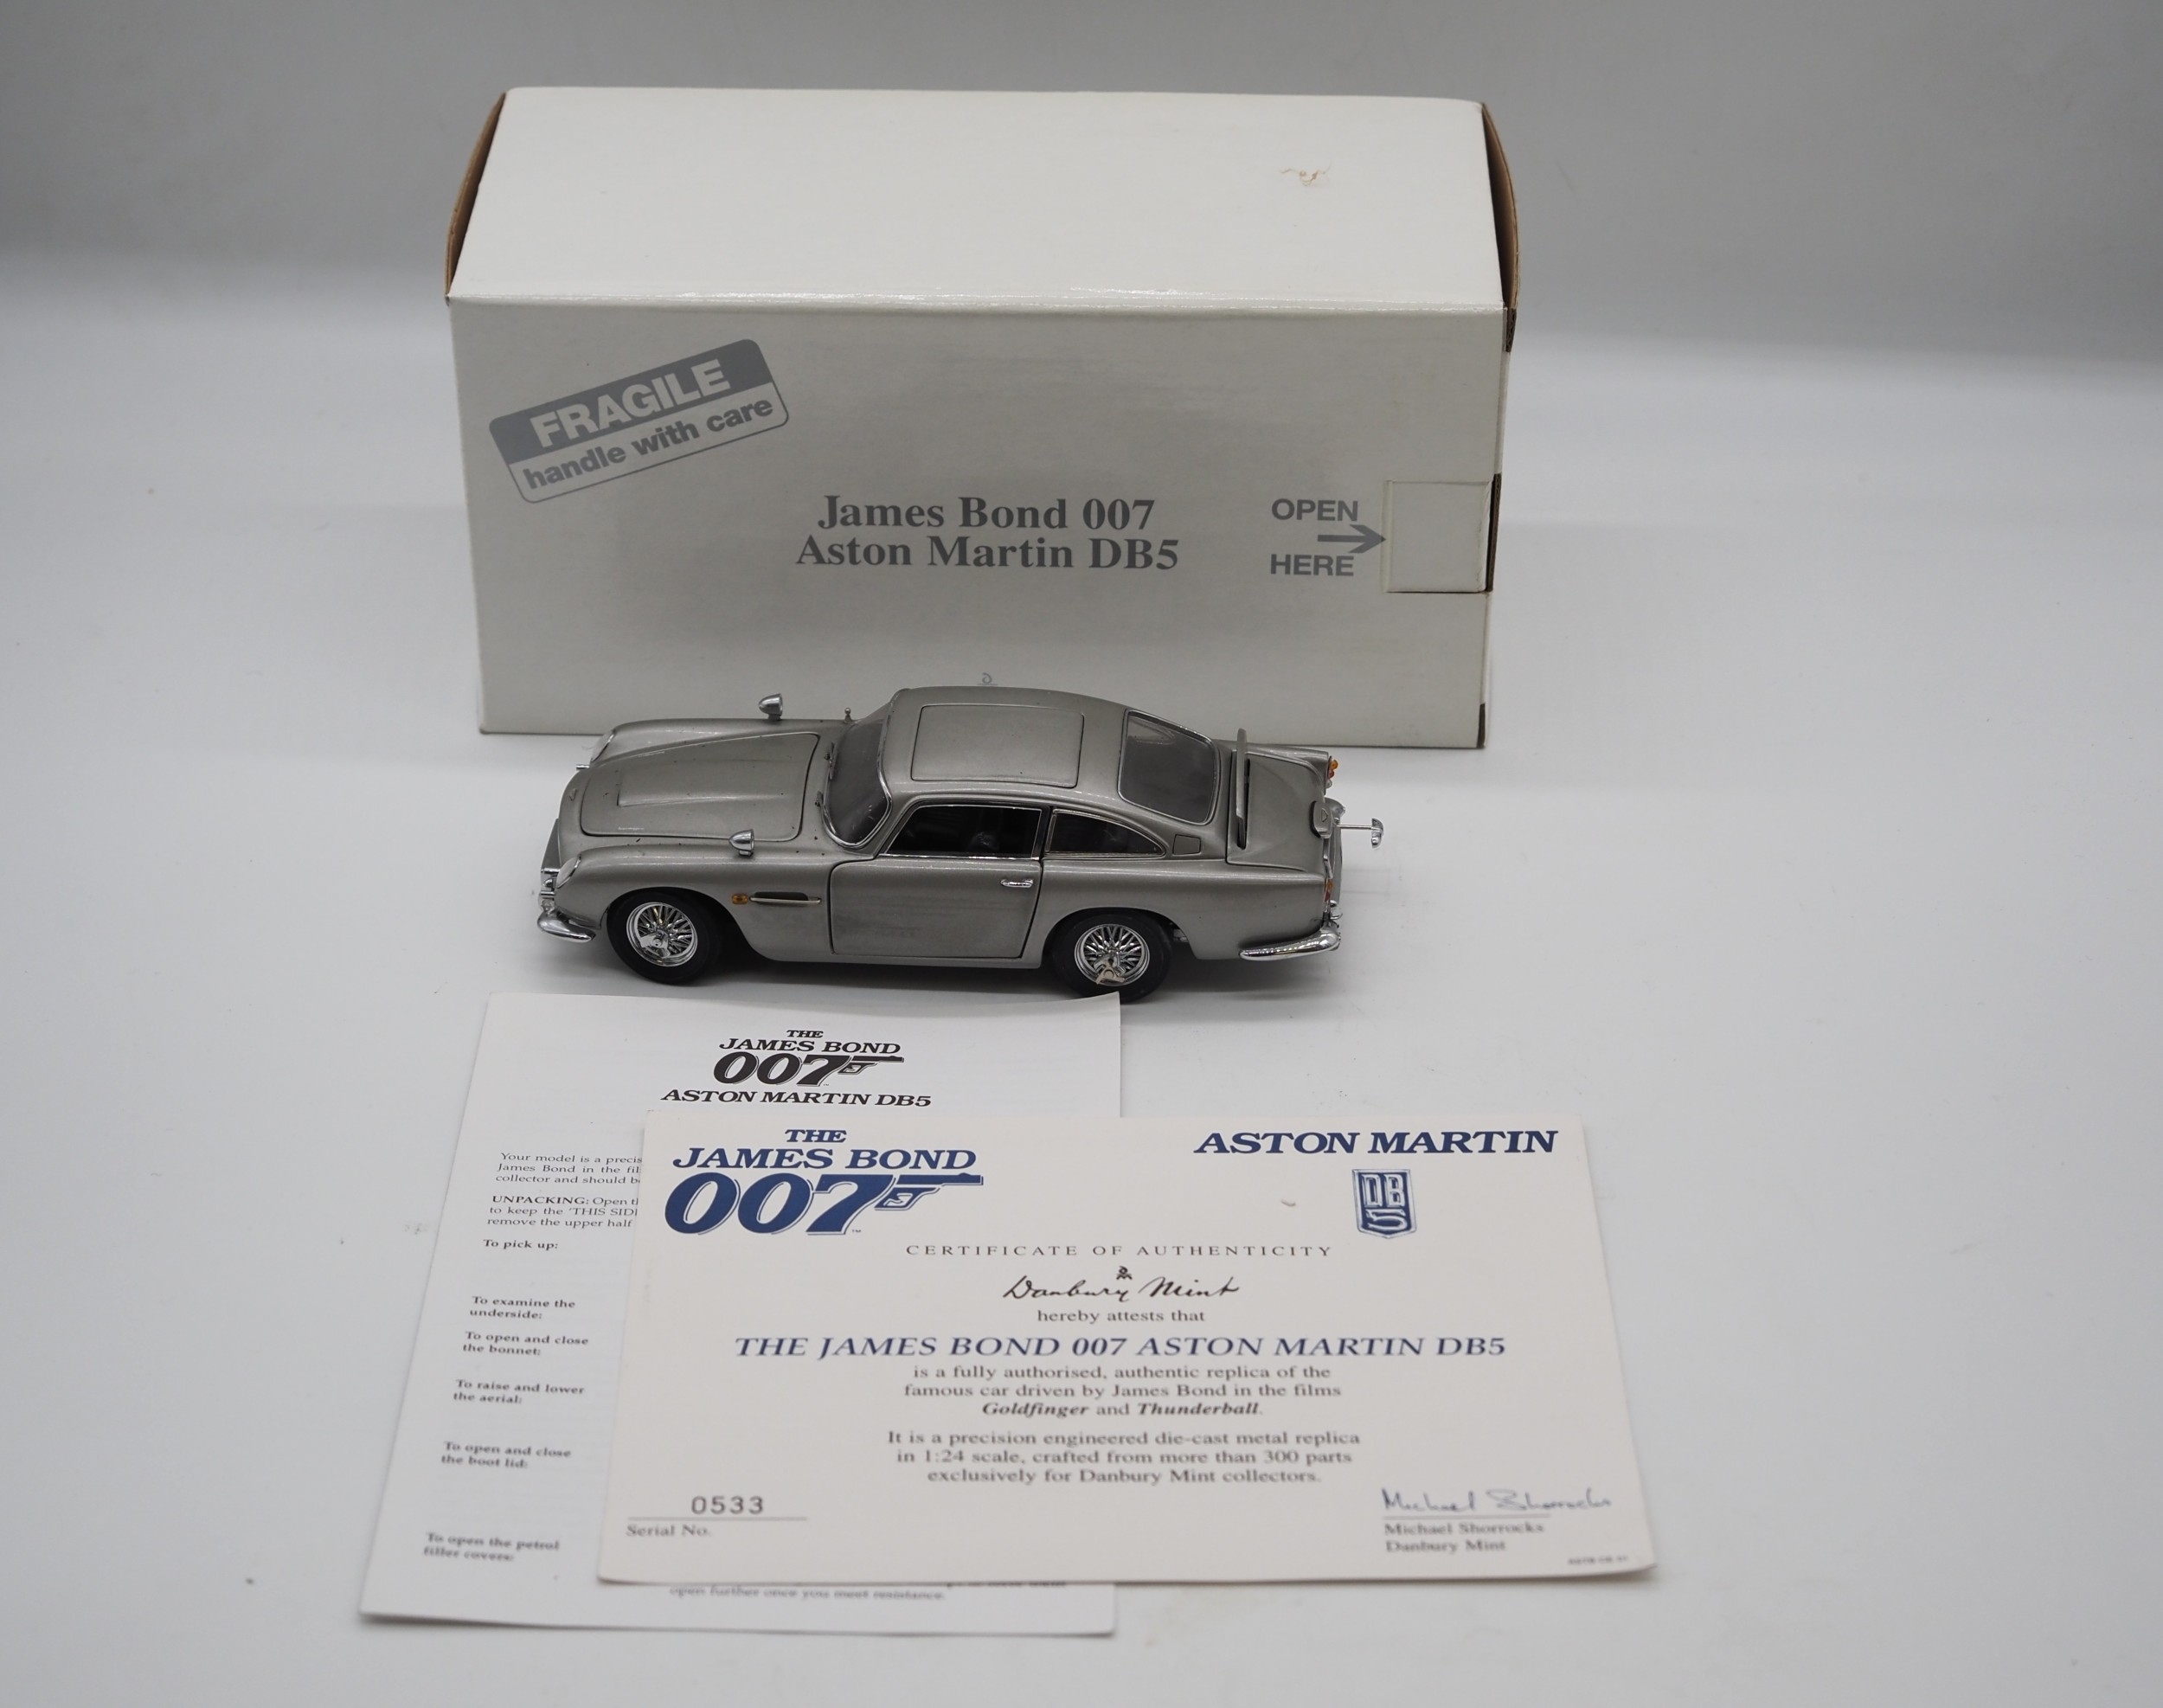 FRAGILE
handle with care
James Bond 007
Aston Martin DB5
OPEN
HERE
THE
JAMES BOND
007
ASTON MARTIN DB5
Your model is a precis
James Bond in the fil
collector and should b
UNPACKING: Open t
to keep the 'THIS SID
remove the upper half
To pick up:
To examine the
underside:
To open and close
the bonnet:
To raise and lower
the aerial:
To open and close
the boot lid:
To open the petrol
filler covers:
open further once you meet resistance.
THE
JAMES BOND
007
™
ASTON MARTIN
DB
5
CERTIFICATE OF AUTHENTICITY
Danbury Mint
hereby attests that
THE JAMES BOND 007 ASTON MARTIN DB5
is a fully authorised, authentic replica of the
famous car driven by James Bond in the films
Goldfinger and Thunderball.
It is a precision engineered die-cast metal replica
in 1:24 scale, crafted from more than 300 parts
exclusively for Danbury Mint collectors.
0533
Serial No.
Michael Shorrocks
Michael Shorrocks
Danbury Mint